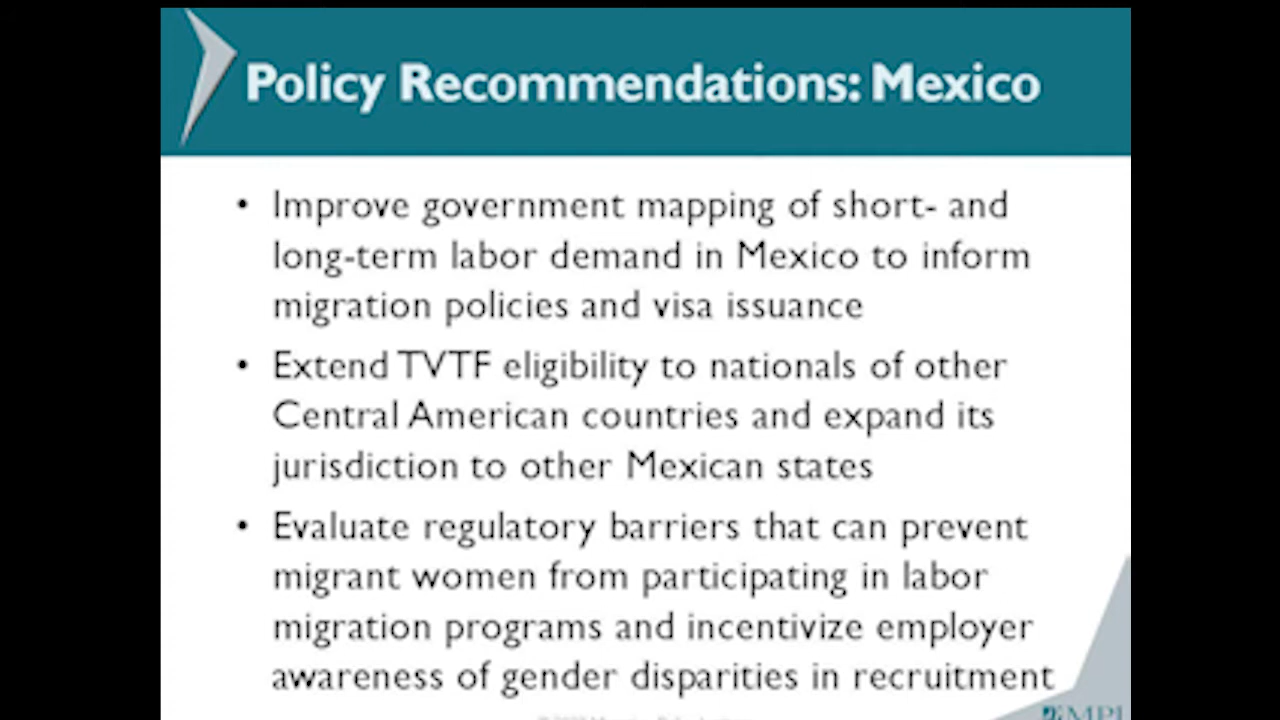 Policy Recommendations: Mexico
• Improve government mapping of short- and
long-term labor demand in Mexico to inform
migration policies and visa issuance
• Extend TVTF eligibility to nationals of other
Central American countries and expand its
jurisdiction to other Mexican states
• Evaluate regulatory barriers that can prevent
migrant women from participating in labor
migration programs and incentivize employer
awareness of gender disparities in recruitment
MPI